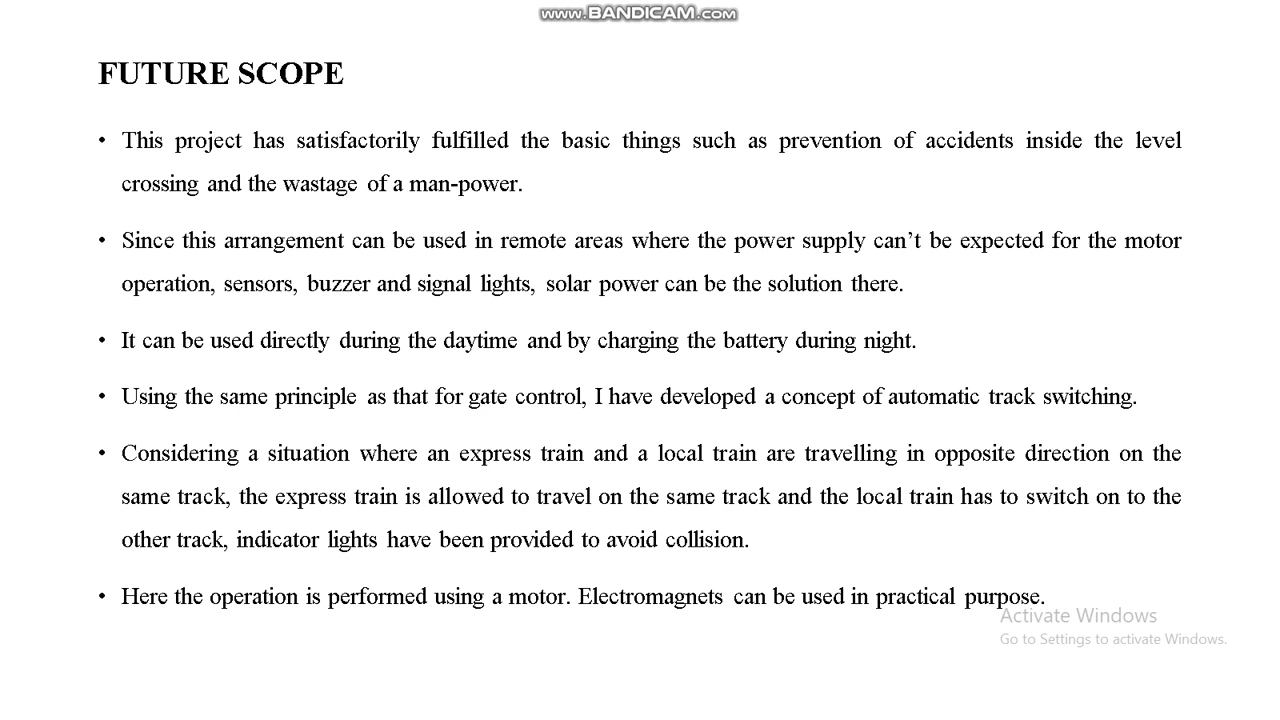 www.BANDICAM.com
FUTURE SCOPE
• This project has satisfactorily fulfilled the basic things such as prevention of accidents inside the level
crossing and the wastage of a man-power.
• Since this arrangement can be used in remote areas where the power supply can’t be expected for the motor
operation, sensors, buzzer and signal lights, solar power can be the solution there.
• It can be used directly during the daytime and by charging the battery during night.
• Using the same principle as that for gate control, I have developed a concept of automatic track switching.
• Considering a situation where an express train and a local train are travelling in opposite direction on the
same track, the express train is allowed to travel on the same track and the local train has to switch on to the
other track, indicator lights have been provided to avoid collision.
• Here the operation is performed using a motor. Electromagnets can be used in practical purpose.
Activate Windows
Go to Settings to activate Windows.